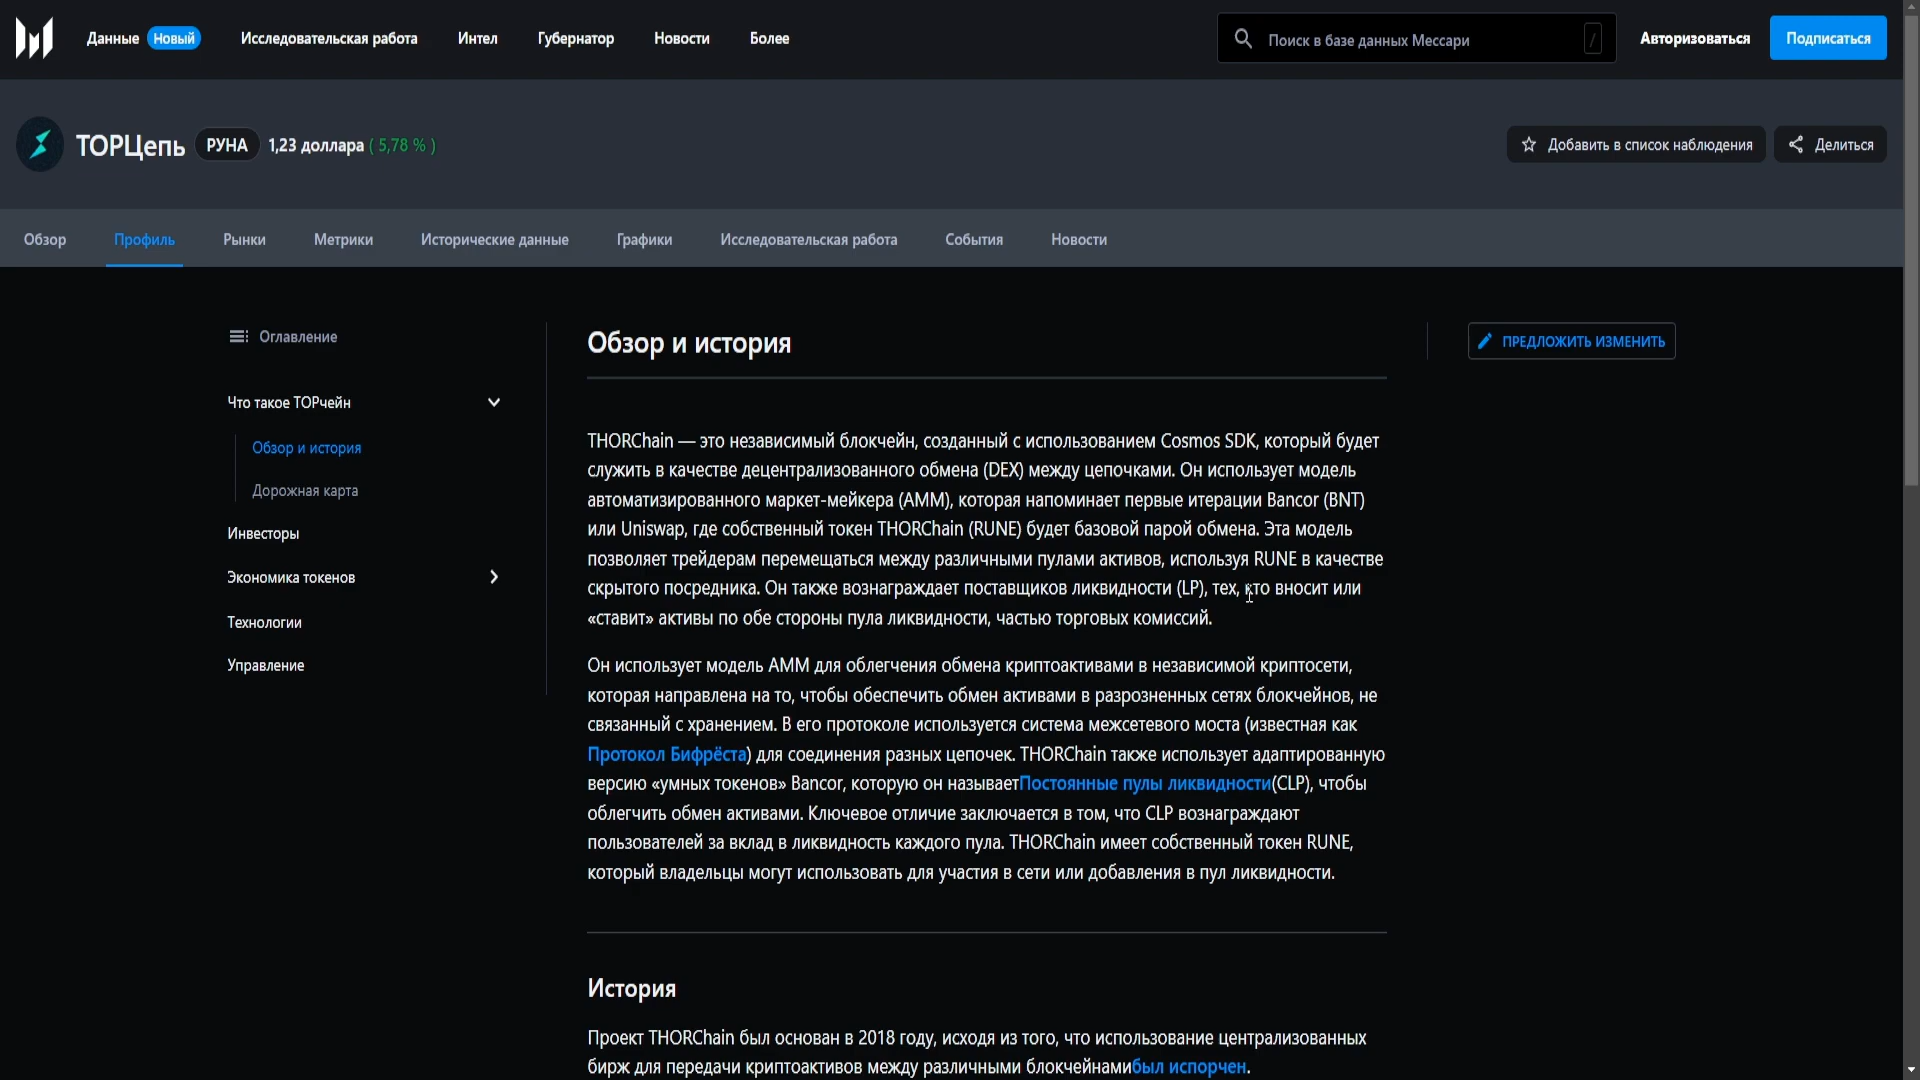 Данные Новый Исследовательская работа Интел Губернатор Новости Более Поиск в базе данных Мессари / Авторизоваться Подписаться
ТОРЦепь РУНА 1,23 доллара ( 5,78 % ) Добавить в список наблюдения Делиться
Обзор Профиль Рынки Метрики Исторические данные Графики Исследовательская работа События Новости
Оглавление
Что такое ТОРчейн
Обзор и история
Дорожная карта
Инвесторы
Экономика токенов
Технологии
Управление
Обзор и история
ПРЕДЛОЖИТЬ ИЗМЕНИТЬ
THORChain — это независимый блокчейн, созданный с использованием Cosmos SDK, который будет
служить в качестве децентрализованного обмена (DEX) между цепочками. Он использует модель
автоматизированного маркет-мейкера (AMM), которая напоминает первые итерации Bancor (BNT)
или Uniswap, где собственный токен THORChain (RUNE) будет базовой парой обмена. Эта модель
позволяет трейдерам перемещаться между различными пулами активов, используя RUNE в качестве
скрытого посредника. Он также вознаграждает поставщиков ликвидности (LP), тех, кто вносит или
«ставит» активы по обе стороны пула ликвидности, частью торговых комиссий.
Он использует модель AMM для облегчения обмена криптоактивами в независимой криптосети,
которая направлена на то, чтобы обеспечить обмен активами в разрозненных сетях блокчейнов, не
связанный с хранением. В его протоколе используется система межсетевого моста (известная как
Протокол Бифрёста) для соединения разных цепочек. THORChain также использует адаптированную
версию «умных токенов» Bancor, которую он называетПостоянные пулы ликвидности(CLP), чтобы
облегчить обмен активами. Ключевое отличие заключается в том, что CLP вознаграждают
пользователей за вклад в ликвидность каждого пула. THORChain имеет собственный токен RUNE,
который владельцы могут использовать для участия в сети или добавления в пул ликвидности.
История
Проект THORChain был основан в 2018 году, исходя из того, что использование централизованных
бирж для передачи криптоактивов между различными блокчейнамибыл испорчен.